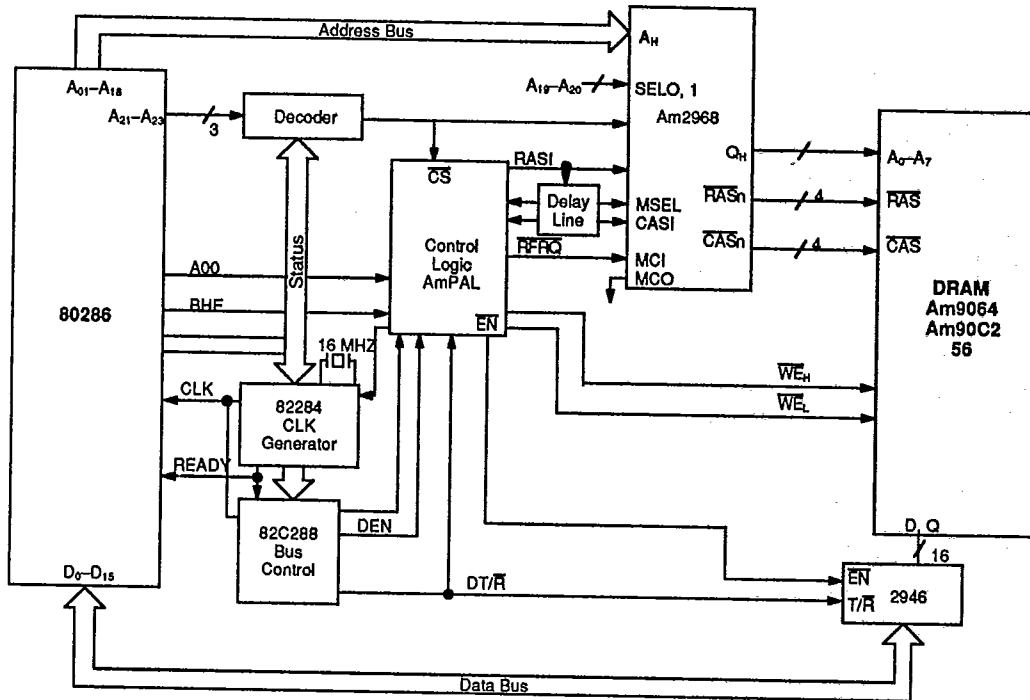 Address Bus
A01–A18
A21–A23
3
Decoder
A19–A20
AH
SELO, 1
Am2968
QH
RASn
CASn
MSEL
CASI
MCI
MCO
4
4
A0–A7
RAS
CAS
DRAM
Am9064
Am90C2
56
WEH
WEL
D Q
16
CS
RASI
Delay
Line
RFRQ
Control
Logic
AmPAL
EN
Status
A00
BHE
80286
16 MHZ
CLK
82284
CLK
Generator
READY
82C288
Bus
Control
DEN
DT/R
D0–D15
EN
T/R
2946
Data Bus